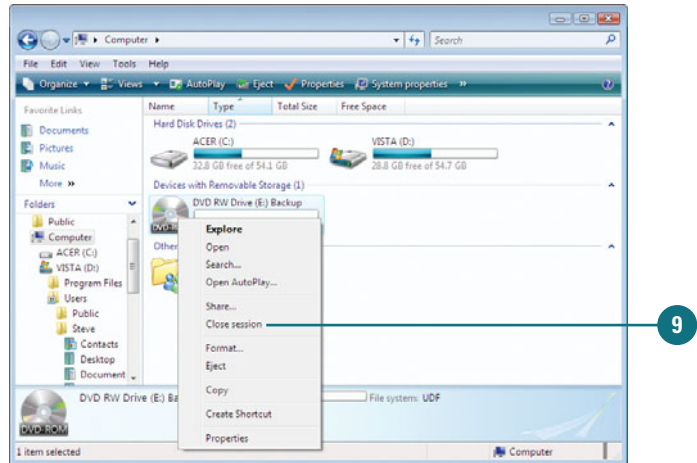 Computer
Search
File Edit View Tools Help
Organize Views AutoPlay Eject Properties System properties »
Favorite Links
Documents
Pictures
Music
More »
Folders
Public
Computer
ACER (C:)
VISTA (D:)
Program Files
Users
Public
Steve
Contacts
Desktop
Document
Name Type Total Size Free Space
Hard Disk Drives (2)
ACER (C:) VISTA (D:)
32.8 GB free of 54.1 GB 28.8 GB free of 54.7 GB
Devices with Removable Storage (1)
DVD RW Drive (E:) Backup
Other
Explore
Open
Search...
Open AutoPlay...
Share...
Close session
9
Format...
Eject
Copy
Create Shortcut
Properties
DVD RW Drive (E:) Ba File system: UDF
DVD-ROM
1 item selected Computer